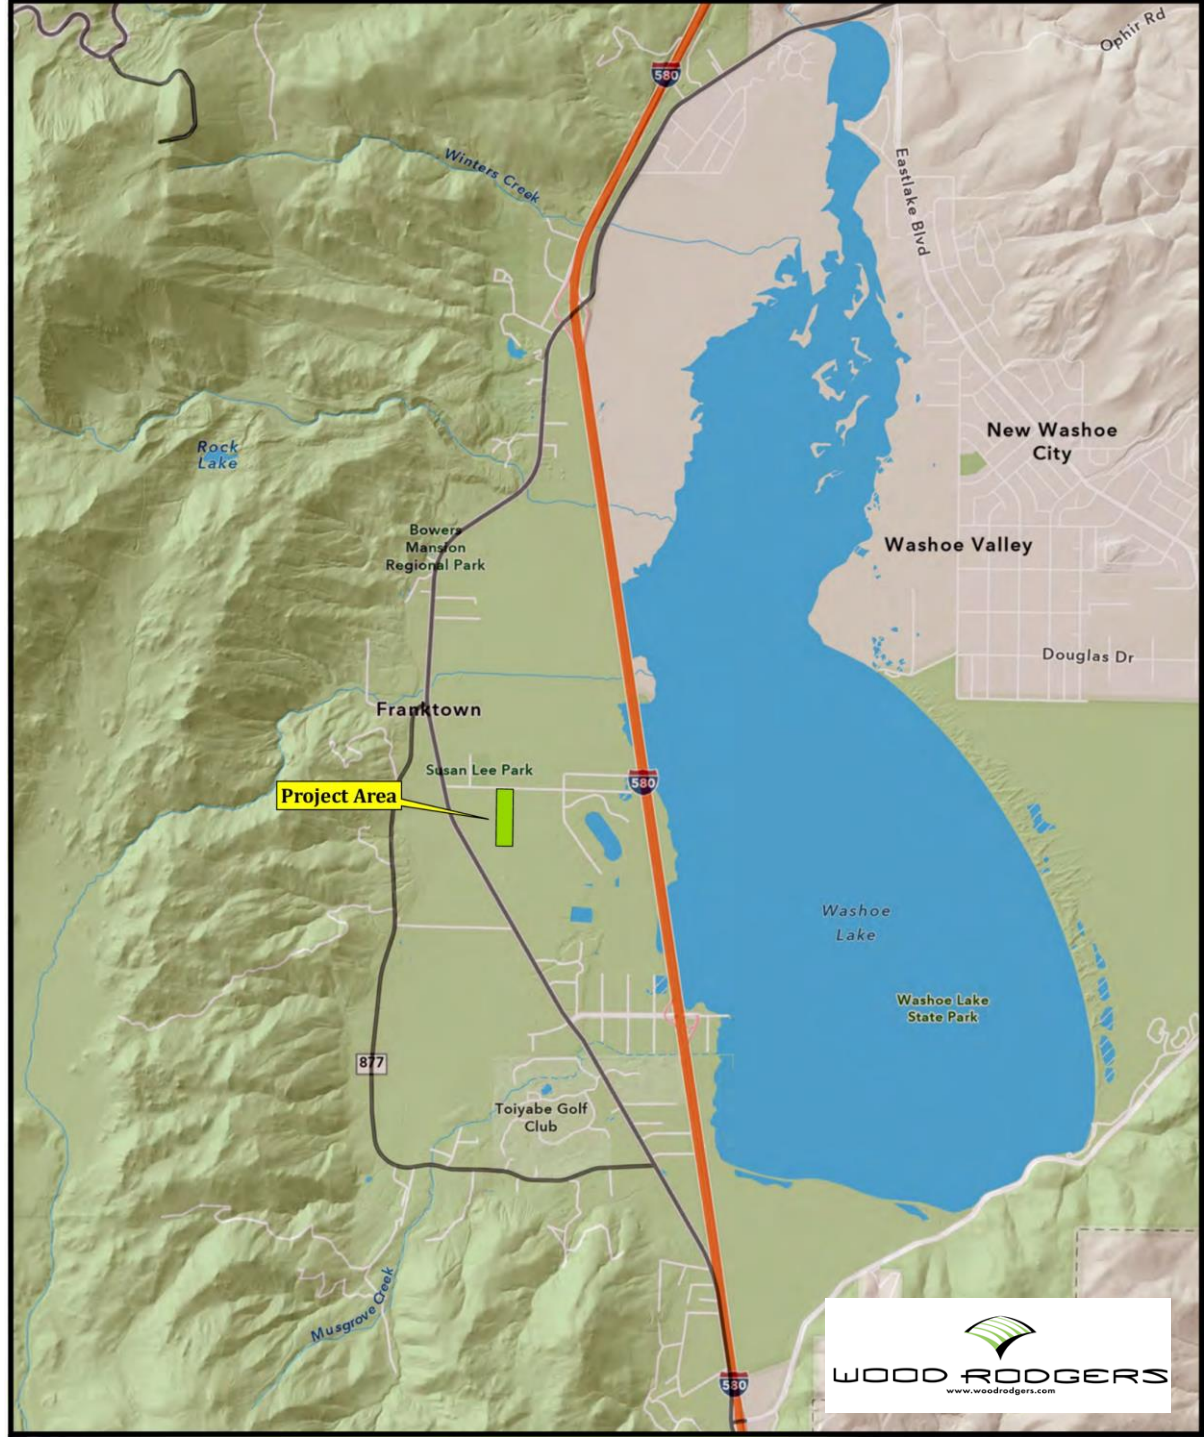 Ophir Rd
580
Winters Creek
Eastlake Blvd
Rock
Lake
New Washoe
City
Bowers
Mansion
Regional Park
Washoe Valley
Douglas Dr
Franktown
Susan Lee Park
580
Project Area
Washoe
Lake
Washoe Lake
State Park
877
Toiyabe Golf
Club
Musgrove Creek
580
WOOD RODGERS
www.woodrodgers.com